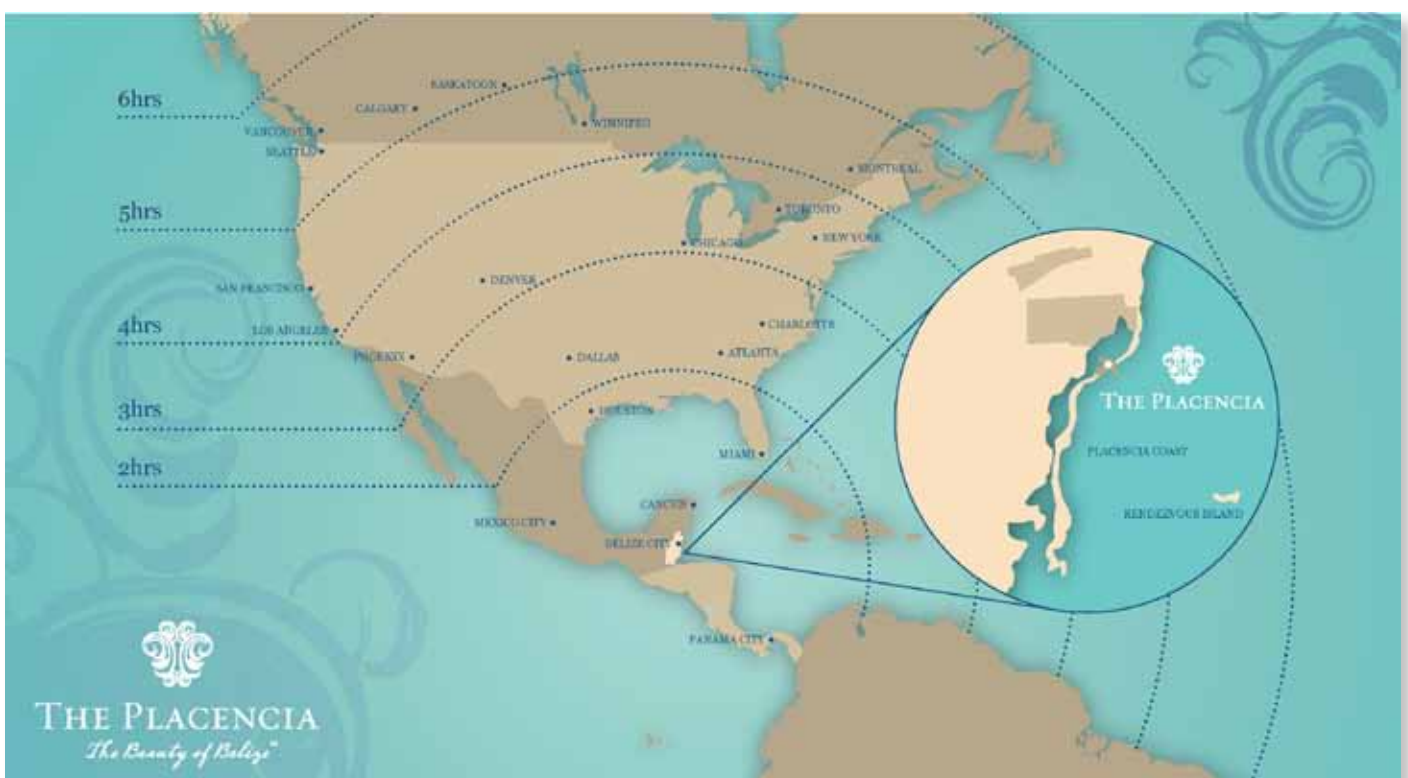 6hrs
SASKATOON
CALGARY
WINNIPEG
VANCOUVER
SEATTLE
MONTREAL
5hrs
TORONTO
NEW YORK
CHICAGO
DENVER
SAN FRANCISCO
4hrs
LOS ANGELES
CHARLOTTE
PHOENIX
DALLAS
ATLANTA
3hrs
HOUSTON
THE PLACENCIA
MIAMI
PLACENCIA COAST
2hrs
CANCUN
RENDEZVOUS ISLAND
MEXICO CITY
BELIZE CITY
PANAMA CITY
THE PLACENCIA
The Beauty of Belize™